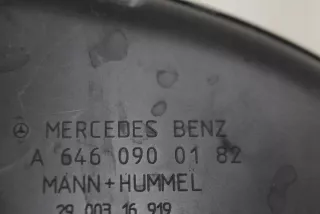 MERCEDES BENZ
A 646 090 01 82
MANN+HUMMEL
29 003 16 919